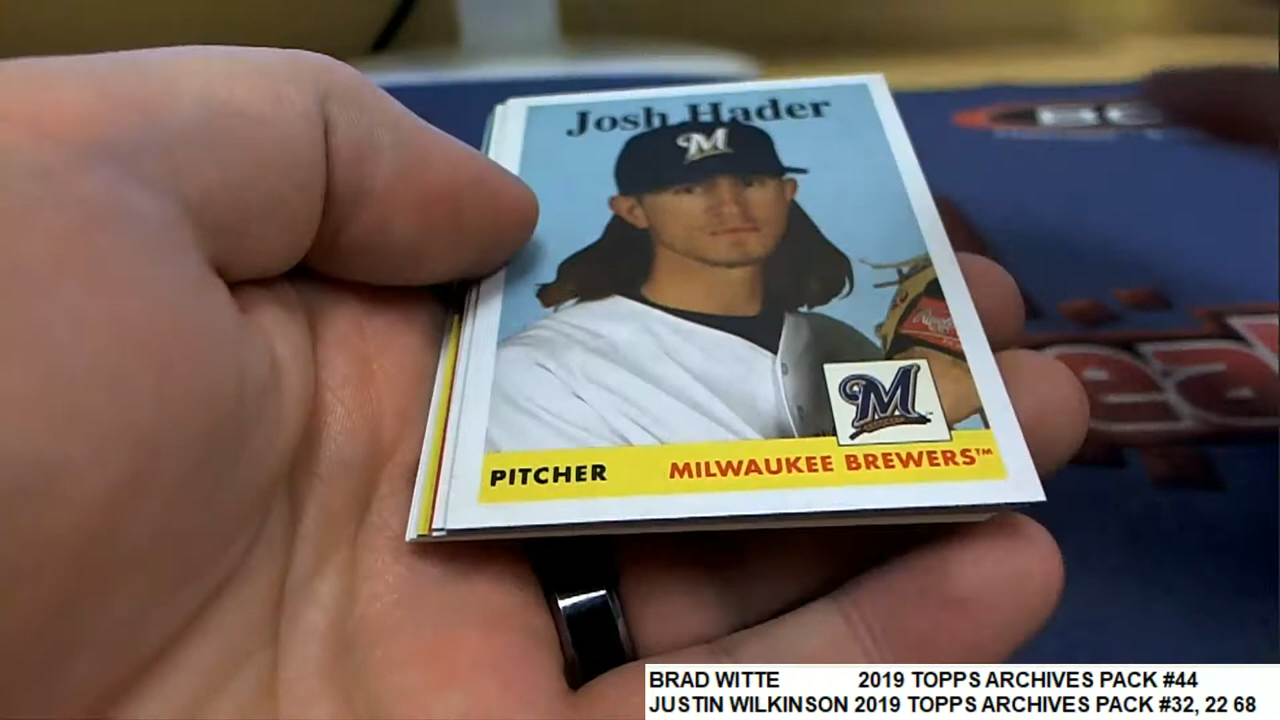 Josh Hader
M
Rawlings
M
PITCHER MILWAUKEE BREWERS™
BRAD WITTE 2019 TOPPS ARCHIVES PACK #44
JUSTIN WILKINSON 2019 TOPPS ARCHIVES PACK #32, 22 68